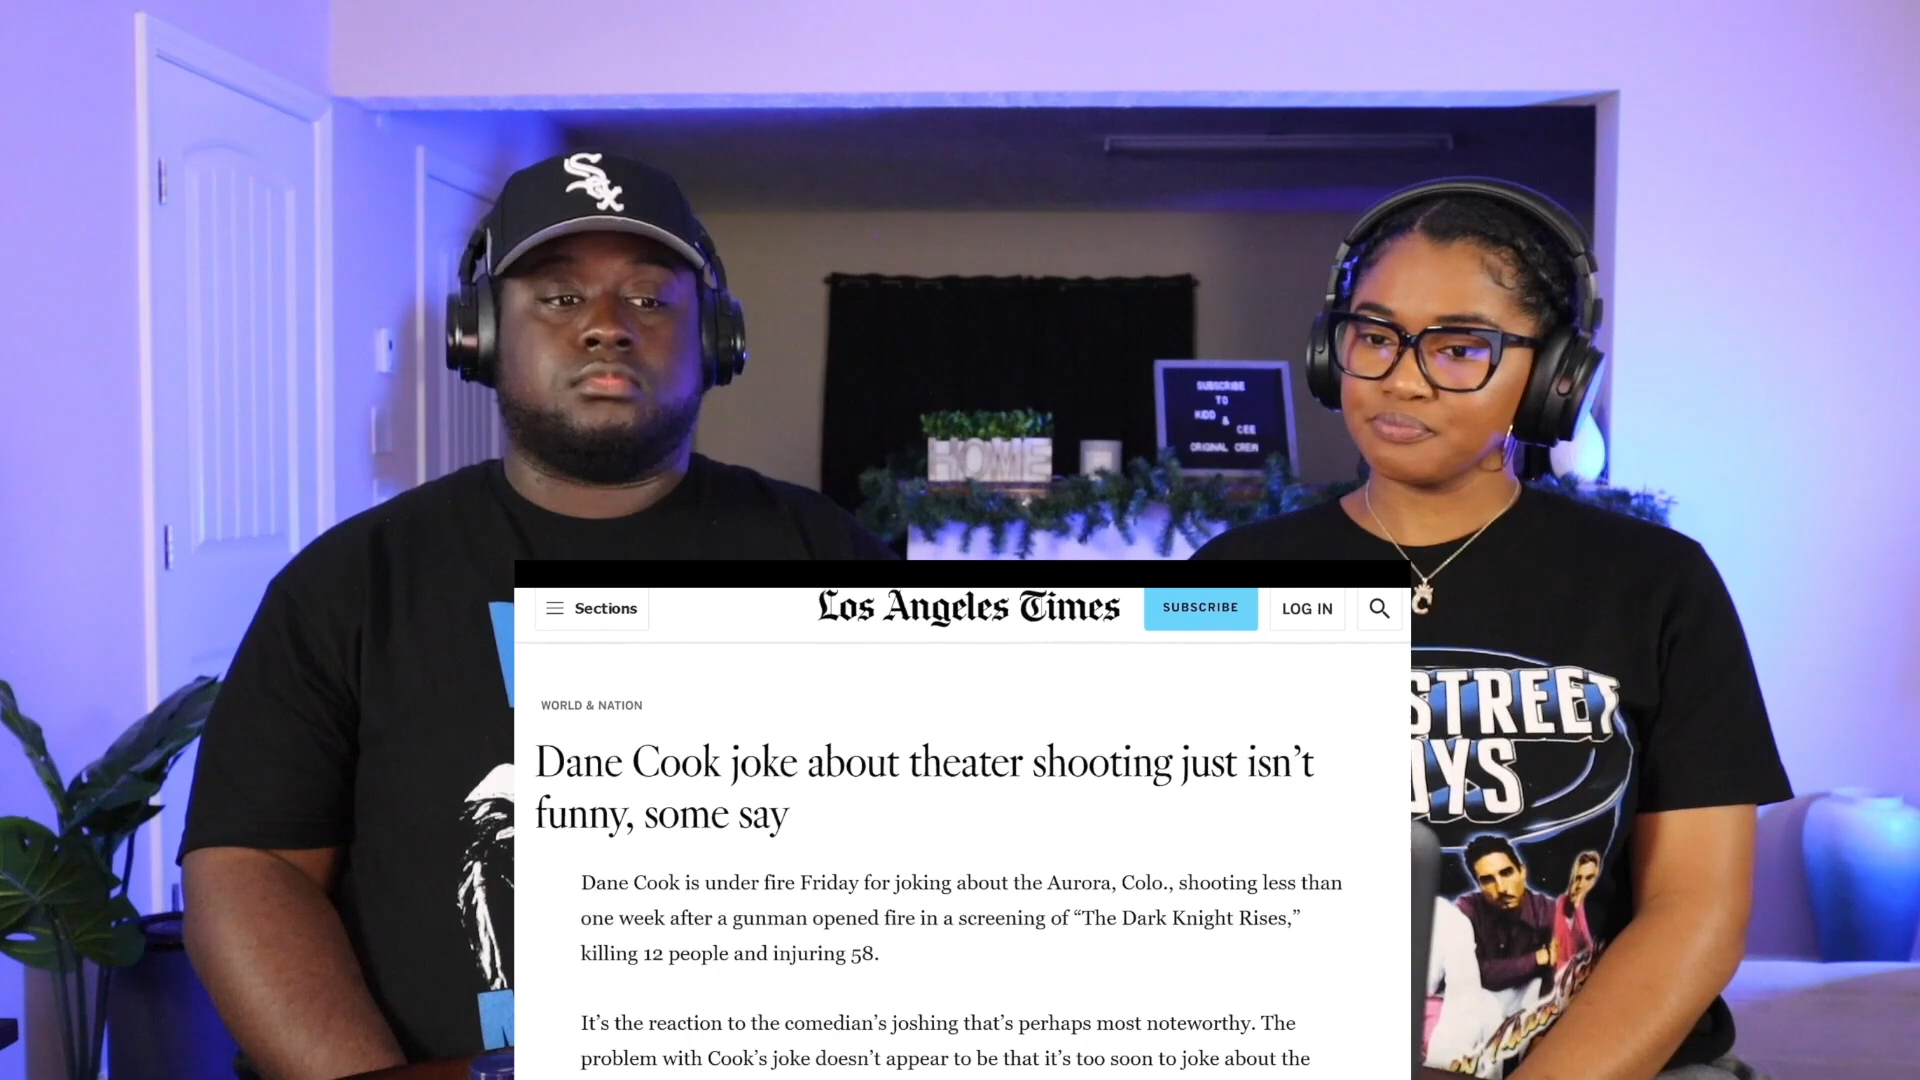 Sox
SUBSCRIBE
TO
KIDD &
CEE
ORIGINAL CREW
HOME
Sections
Los Angeles Times
SUBSCRIBE
LOG IN
WORLD & NATION
Dane Cook joke about theater shooting just isn’t
funny, some say
Dane Cook is under fire Friday for joking about the Aurora, Colo., shooting less than
one week after a gunman opened fire in a screening of “The Dark Knight Rises,”
killing 12 people and injuring 58.
It’s the reaction to the comedian’s joshing that’s perhaps most noteworthy. The
problem with Cook’s joke doesn’t appear to be that it’s too soon to joke about the
C
STREET
OYS